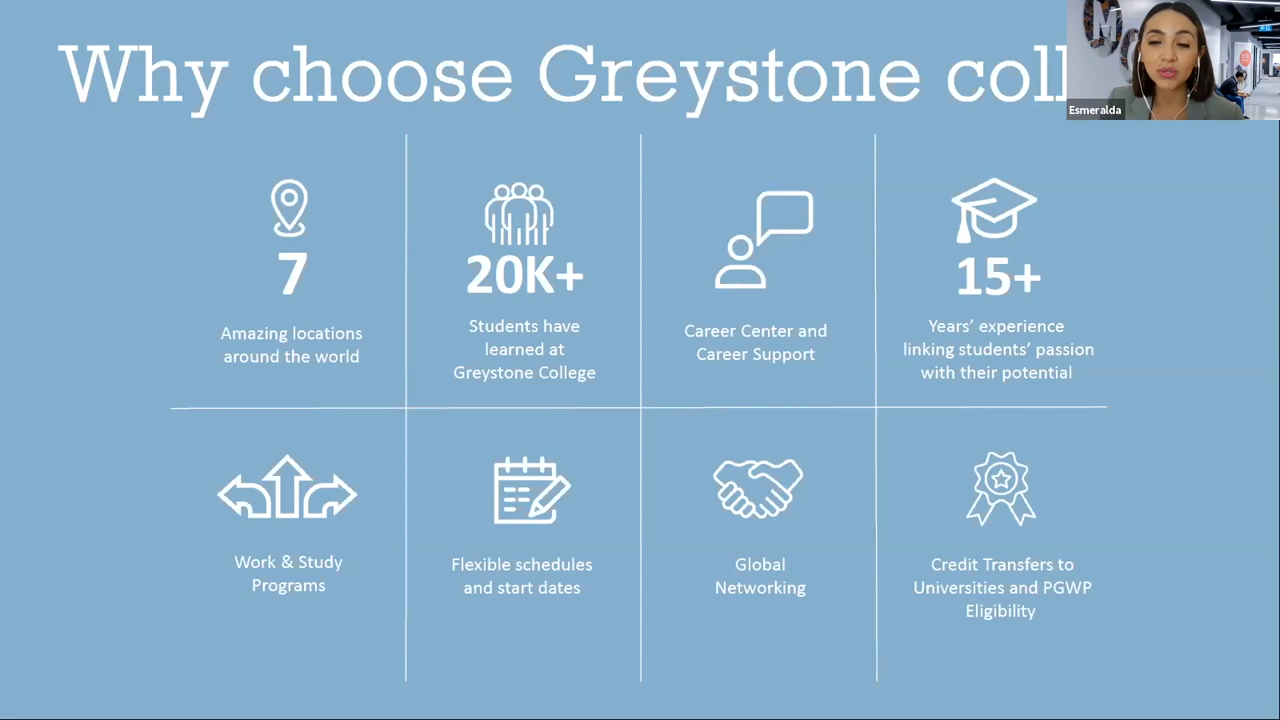 Why choose Greystone coll
Esmeralda
7
Amazing locations
around the world
20K+
Students have
learned at
Greystone College
Career Center and
Career Support
15+
Years’ experience
linking students’ passion
with their potential
Work & Study
Programs
Flexible schedules
and start dates
Global
Networking
Credit Transfers to
Universities and PGWP
Eligibility